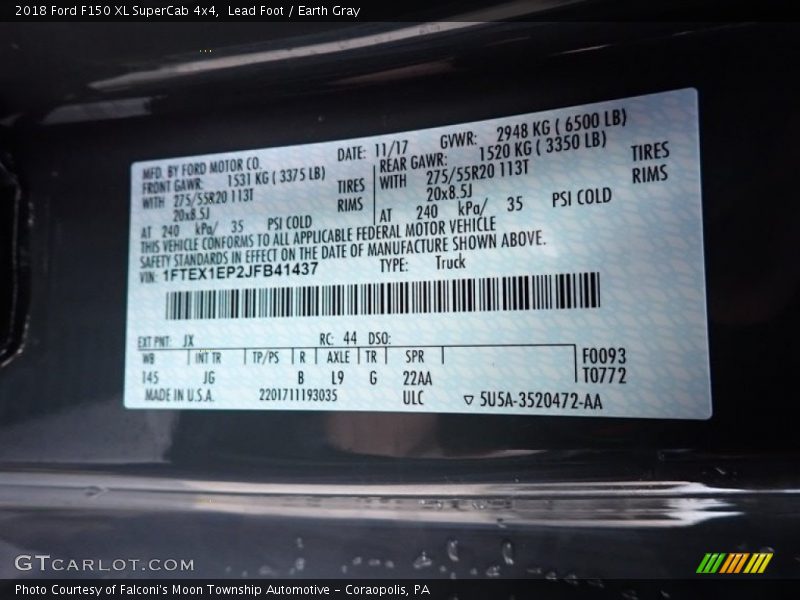 2018 Ford F150 XL SuperCab 4x4,  Lead Foot / Earth Gray
MFD. BY FORD MOTOR CO. DATE: 11/17 GVWR: 2948 KG ( 6500 LB)
FRONT GAWR: 1531 KG ( 3375 LB) REAR GAWR: 1520 KG ( 3350 LB)
WITH 275/55R20 113T TIRES WITH 275/55R20 113T TIRES
20x8.5J RIMS 20x8.5J RIMS
AT 240 kPa/ 35 PSI COLD AT 240 kPa/ 35 PSI COLD
THIS VEHICLE CONFORMS TO ALL APPLICABLE FEDERAL MOTOR VEHICLE
SAFETY STANDARDS IN EFFECT ON THE DATE OF MANUFACTURE SHOWN ABOVE.
VIN: 1FTEX1EP2JFB41437 TYPE: Truck
EXT PNT: JX RC: 44 DSO:
WB INT TR TP/PS R AXLE TR SPR F0093
145 JG B L9 G 22AA T0772
MADE IN U.S.A. 2201711193035 ULC ▽ 5U5A-3520472-AA
GTCARLOT.COM
Photo Courtesy of Falconi's Moon Township Automotive – Coraopolis, PA